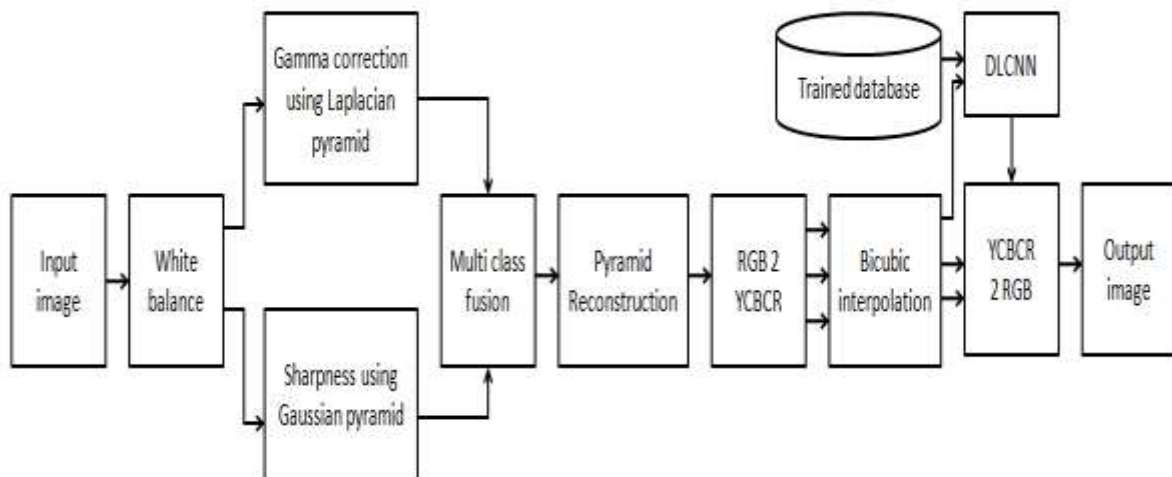 Input
image
White
balance
Gamma correction
using Laplacian
pyramid
Sharpness using
Gaussian pyramid
Multi class
fusion
Pyramid
Reconstruction
RGB 2
YCBCR
Bicubic
interpolation
Trained database
DLCNN
YCBCR
2 RGB
Output
image